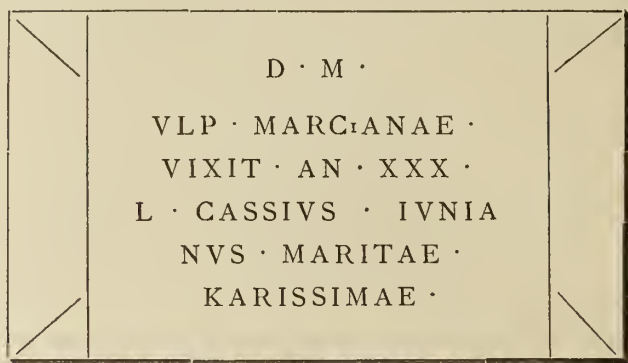 D · M ·
VLP · MARCIANAE ·
VIXIT · AN · XXX ·
L · CASSIVS · IVNIA
NVS · MARITAE ·
KARISSIMAE ·